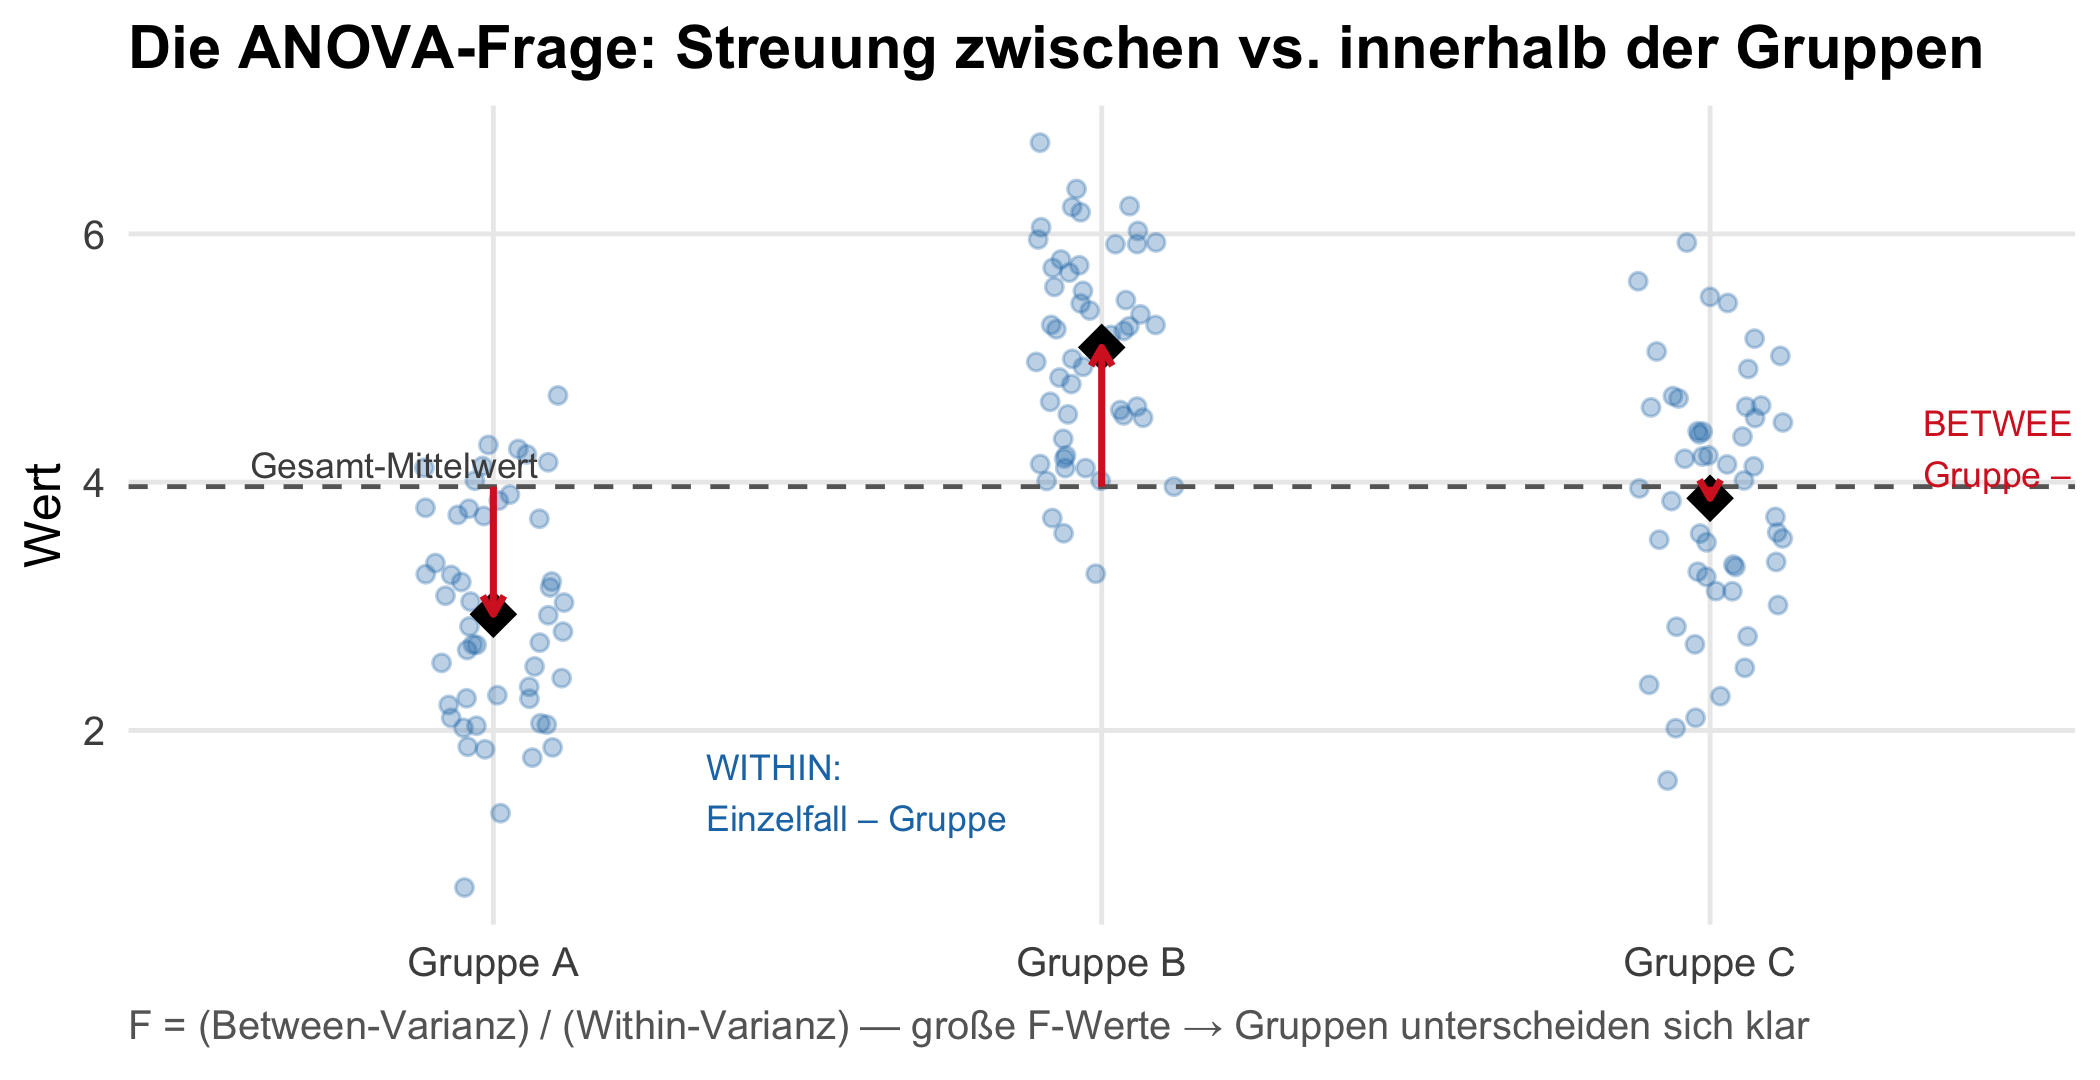 Die ANOVA-Frage: Streuung zwischen vs. innerhalb der Gruppen
Wert
6
4
2
Gesamt-Mittelwert
BETWEE
Gruppe –
WITHIN:
Einzelfall – Gruppe
Gruppe A
Gruppe B
Gruppe C
F = (Between-Varianz) / (Within-Varianz) — große F-Werte → Gruppen unterscheiden sich klar